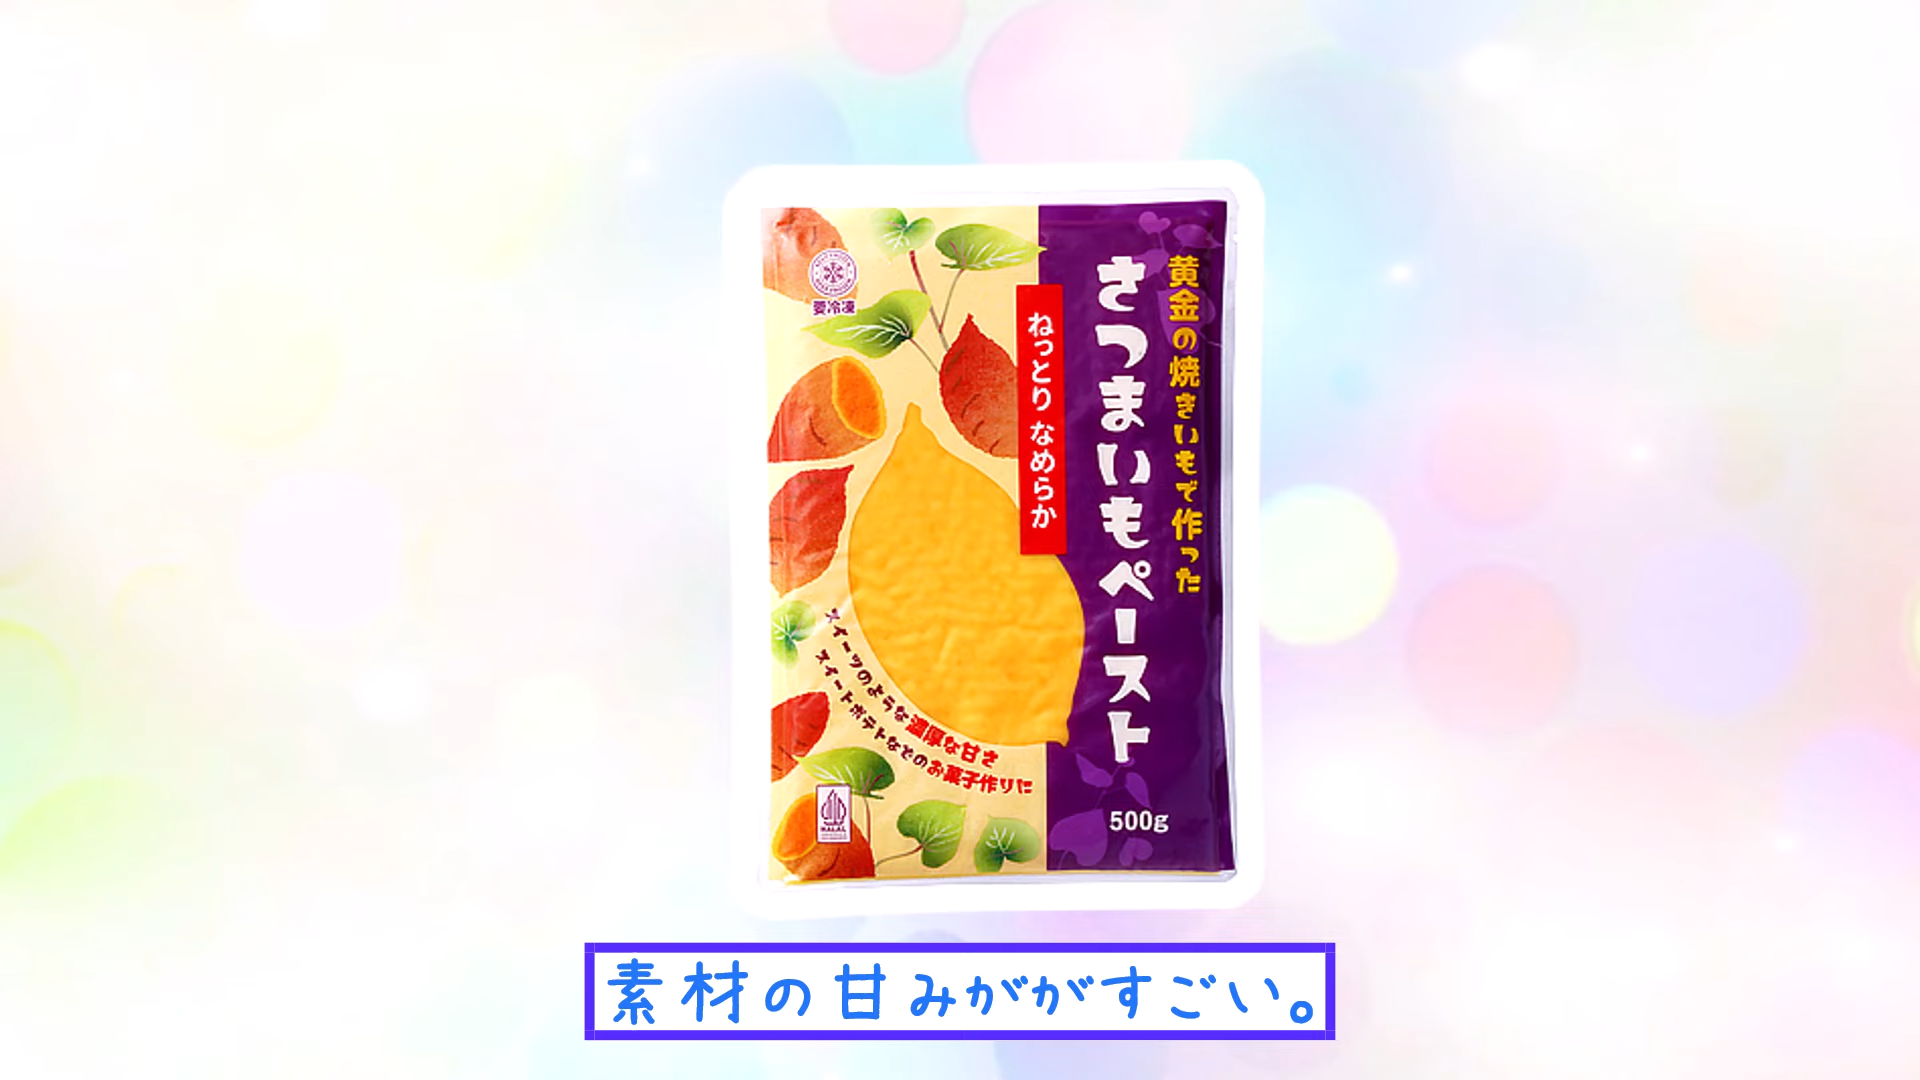 黄金の焼きいもで作った
さつまいもペースト
ねっとり なめらか
要冷凍
スイーツのような濃厚な甘さ
スイートポテトなどのお菓子作りに
HALAL
500g
素材の甘みががすごい。